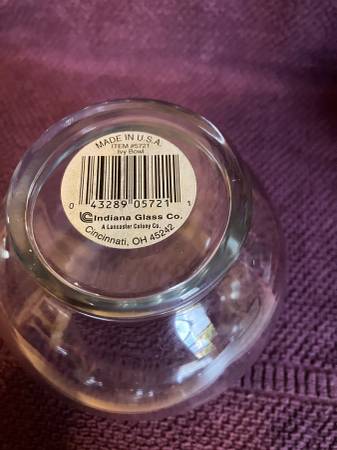 MADE IN U.S.A.
ITEM #5721
Ivy Bowl
0 43289 05721 1
Indiana Glass Co.
A Lancaster Colony Co.
Cincinnati, OH 45242